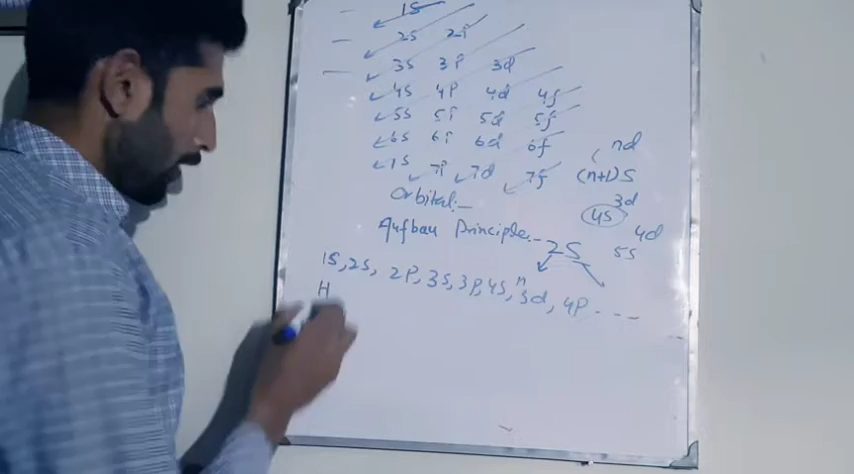 1S
2S 2P
3S 3P 3d
4S 4P 4d 4f
5S 5P 5d 5f
6S 6P 6d 6f
7S 7P 7d 7f
nd
(n+1)S
3d
4S
4d
5S
Orbital:-
Aufbau Principle:-
2S
n
1S, 2S, 2P, 3S, 3P, 4S, 3d, 4P - - - -
H